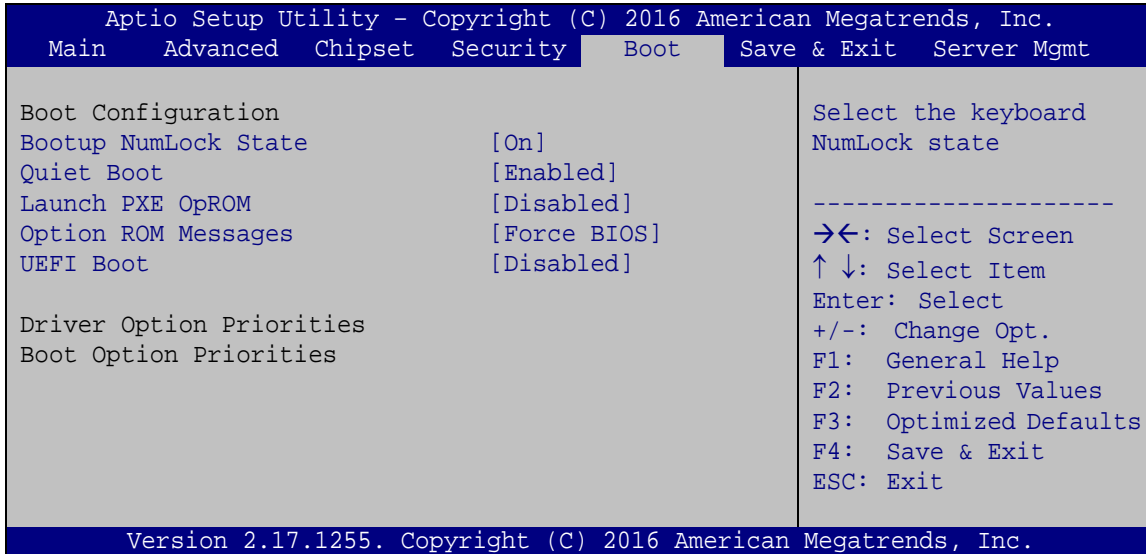 Aptio Setup Utility – Copyright (C) 2016 American Megatrends, Inc.
Main Advanced Chipset Security Boot Save & Exit Server Mgmt
Boot Configuration
Bootup NumLock State [On]
Quiet Boot [Enabled]
Launch PXE OpROM [Disabled]
Option ROM Messages [Force BIOS]
UEFI Boot [Disabled]
Driver Option Priorities
Boot Option Priorities
Select the keyboard
NumLock state
---------------------
→←: Select Screen
↑ ↓: Select Item
Enter: Select
+/-: Change Opt.
F1: General Help
F2: Previous Values
F3: Optimized Defaults
F4: Save & Exit
ESC: Exit
Version 2.17.1255. Copyright (C) 2016 American Megatrends, Inc.